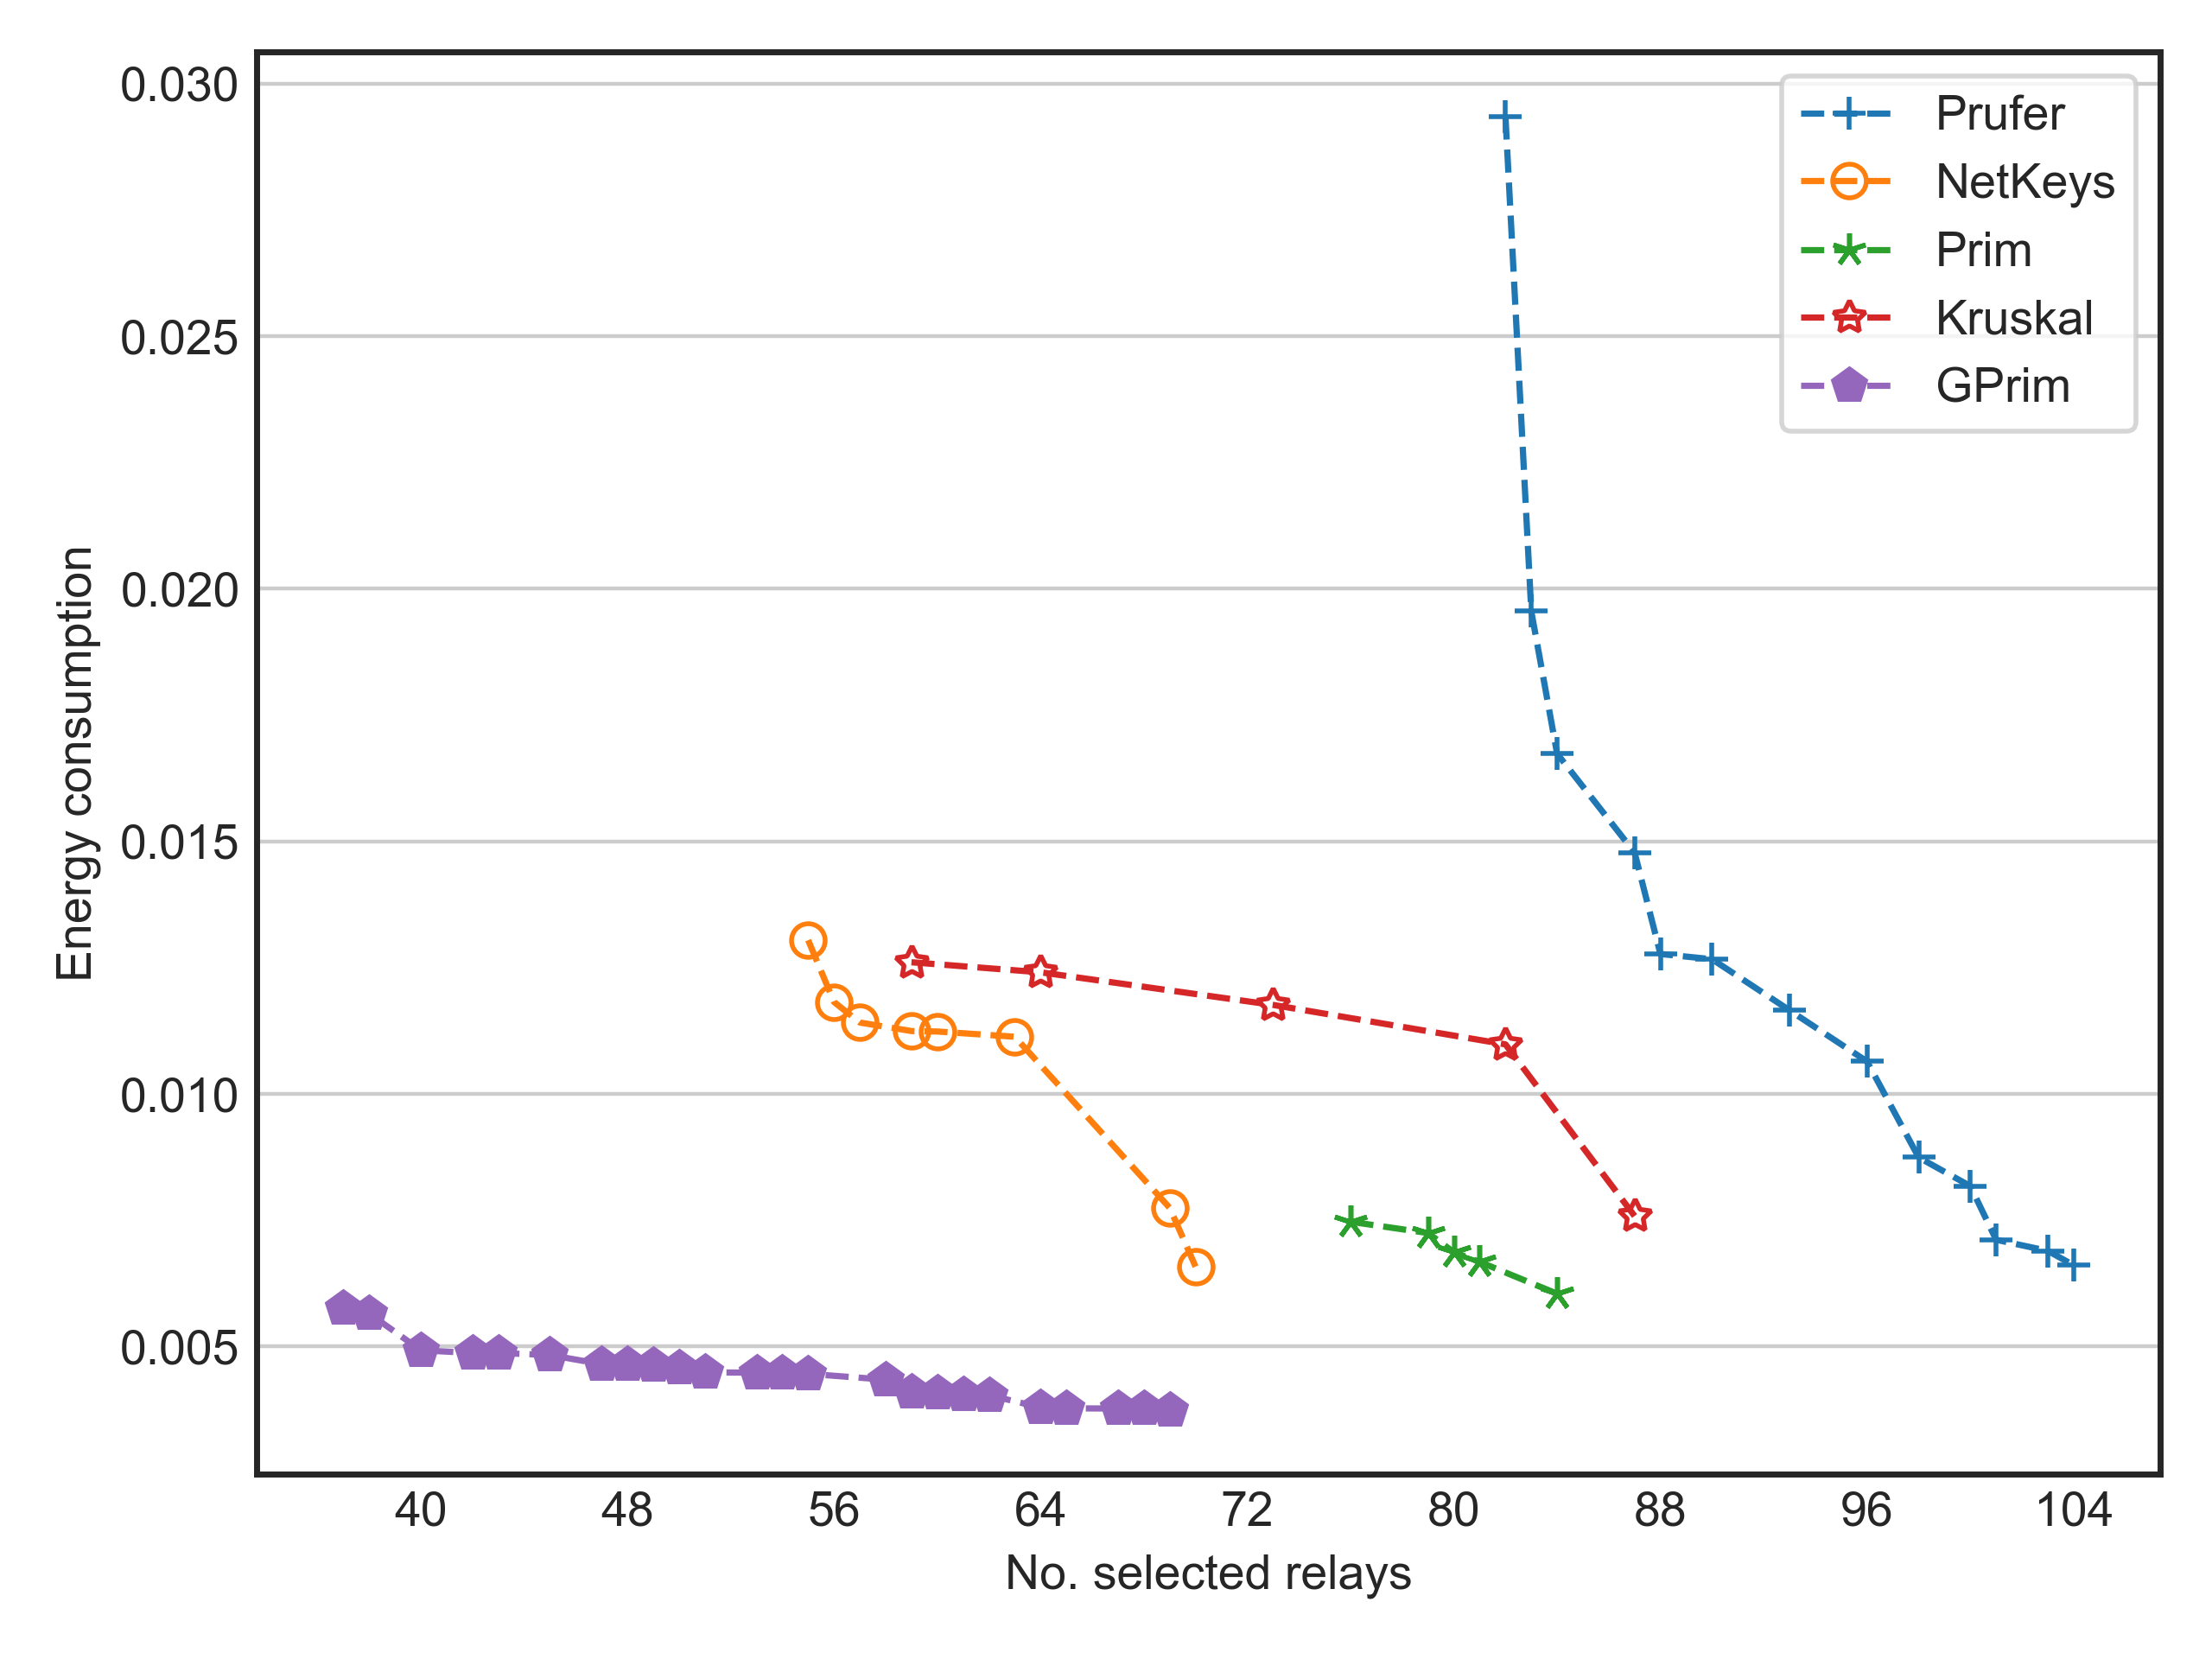 0.030
0.025
0.020
0.015
0.010
0.005
Energy consumption
Prufer
NetKeys
Prim
Kruskal
GPrim
40 48 56 64 72 80 88 96 104
No. selected relays